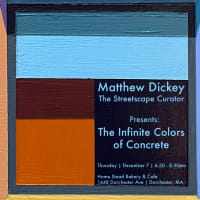 Matthew Dickey
The Streetscape Curator
Presents:
The Infinite Colors
of Concrete
Thursday | December 7 | 6:30 - 8:30pm
Home Stead Bakery & Cafe
1448 Dorchester Ave | Dorchester, MA